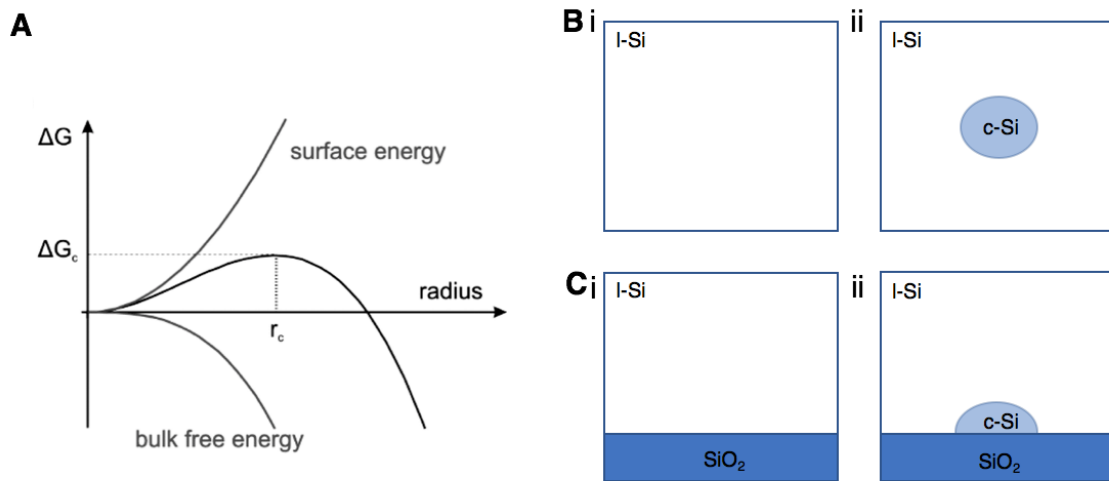 A
ΔG
surface energy
ΔGc
radius
rc
bulk free energy
B i
l-Si
ii
l-Si
c-Si
C i
l-Si
SiO₂
ii
l-Si
c-Si
SiO₂